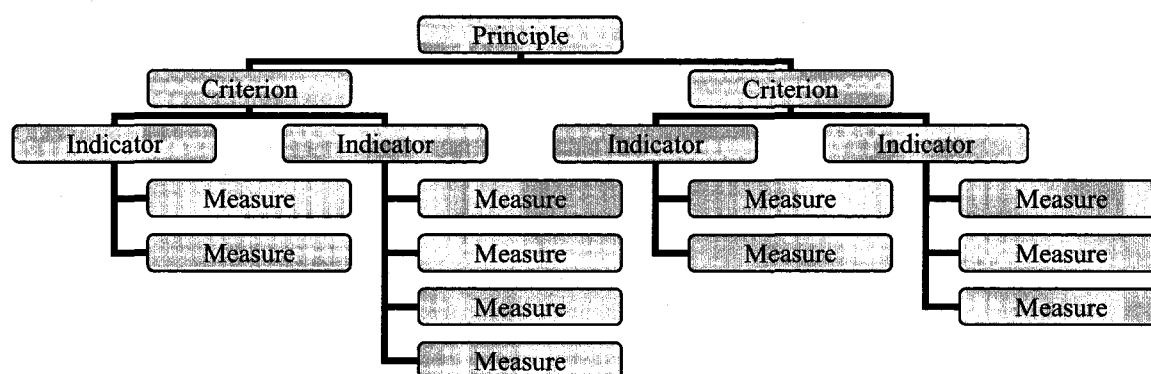 Principle
Criterion Criterion
Indicator Indicator Indicator Indicator
Measure Measure Measure Measure
Measure Measure Measure Measure
Measure Measure
Measure